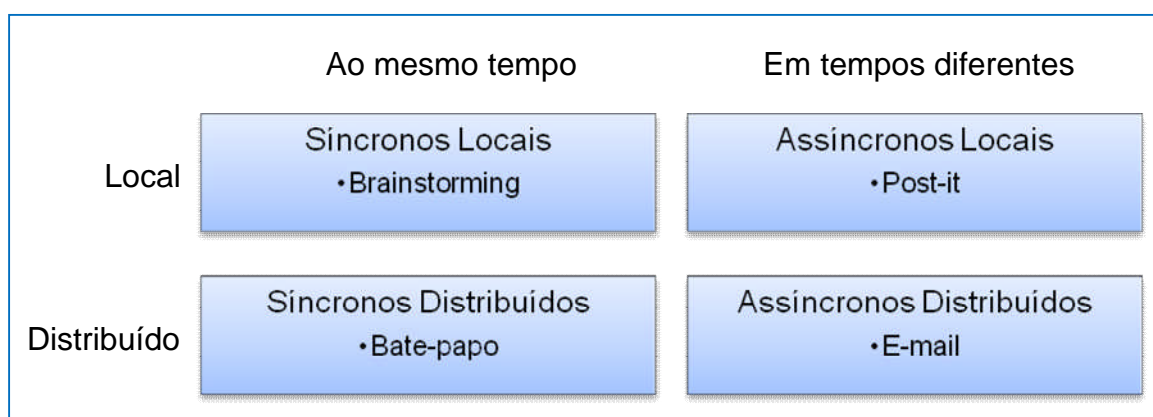 Ao mesmo tempo
Em tempos diferentes
Local
Síncronos Locais
•Brainstorming
Assíncronos Locais
•Post-it
Distribuído
Síncronos Distribuídos
•Bate-papo
Assíncronos Distribuídos
•E-mail